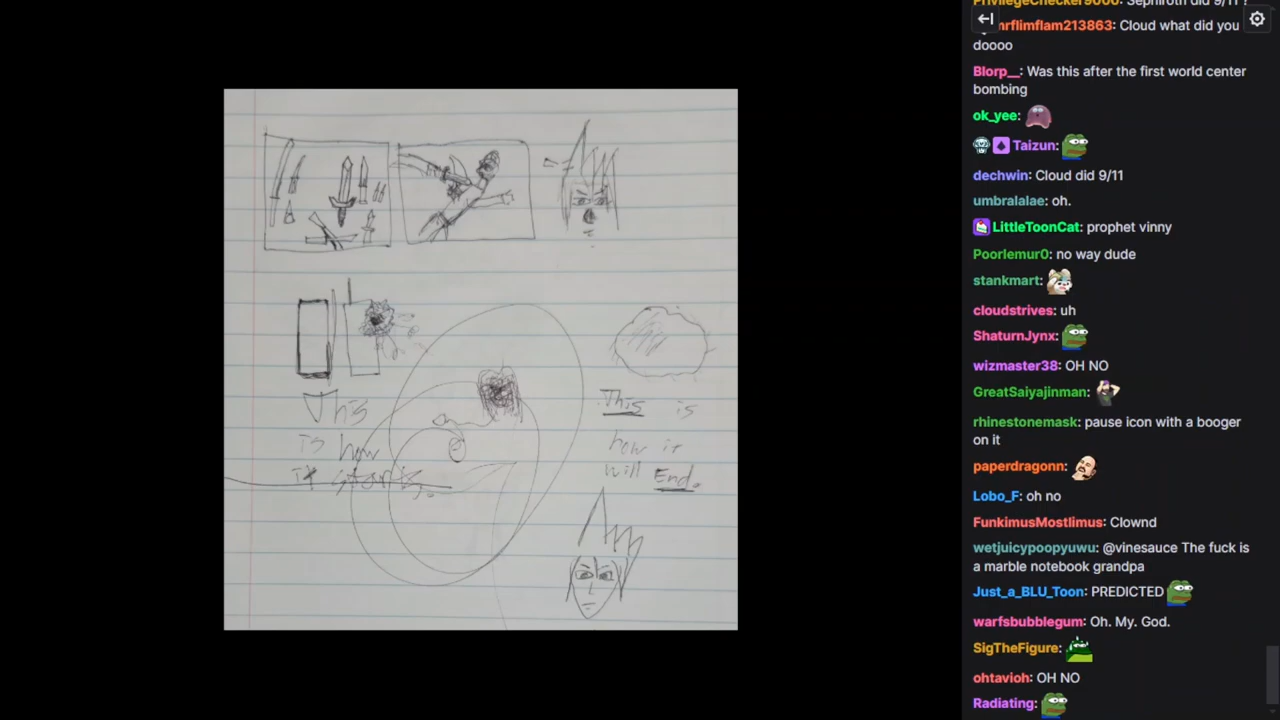 This
is how
it starts.
This is
how it
will End.
PrivilegeChecker9000: Sephiroth did 9/11 ?
mrflimflam213863: Cloud what did you
doooo
Blorp__: Was this after the first world center
bombing
ok_yee:
Taizun:
dechwin: Cloud did 9/11
umbralalae: oh.
LittleToonCat: prophet vinny
Poorlemur0: no way dude
stankmart:
cloudstrives: uh
ShaturnJynx:
wizmaster38: OH NO
GreatSaiyajinman:
rhinestonemask: pause icon with a booger
on it
paperdragonn:
Lobo_F: oh no
FunkimusMostlimus: Clownd
wetjuicypoopyuwu: @vinesauce The fuck is
a marble notebook grandpa
Just_a_BLU_Toon: PREDICTED
warfsbubblegum: Oh. My. God.
SigTheFigure:
ohtavioh: OH NO
Radiating: